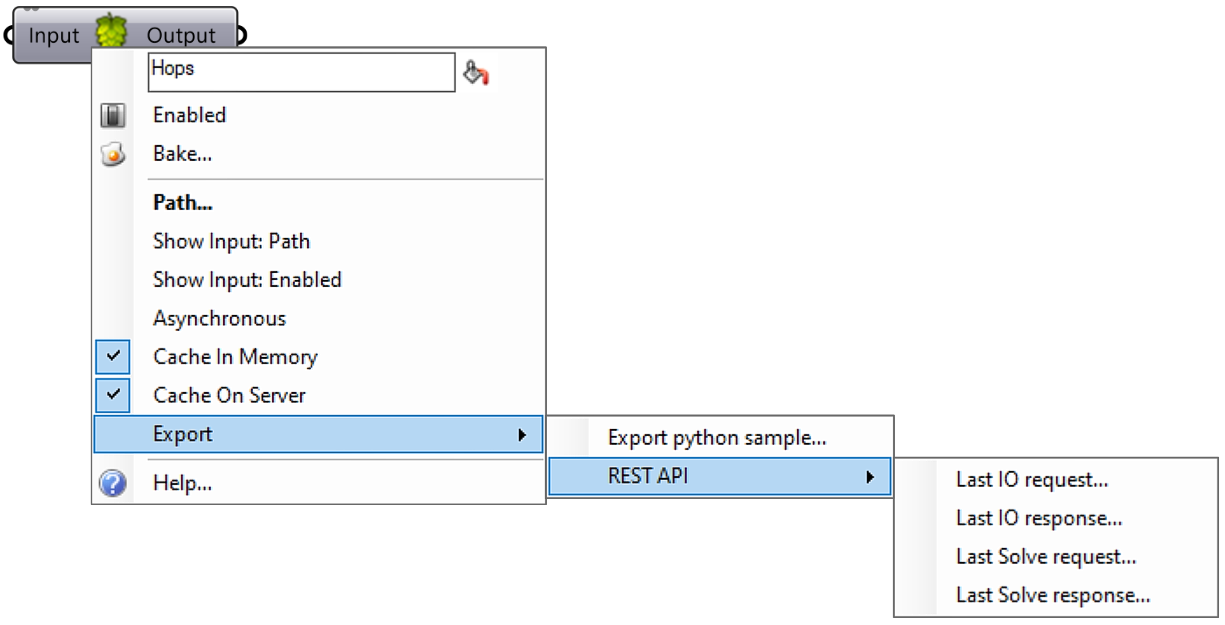 Input Output
Hops
Enabled
Bake...
Path...
Show Input: Path
Show Input: Enabled
Asynchronous
Cache In Memory
Cache On Server
Export
Help...
Export python sample...
REST API
Last IO request...
Last IO response...
Last Solve request...
Last Solve response...